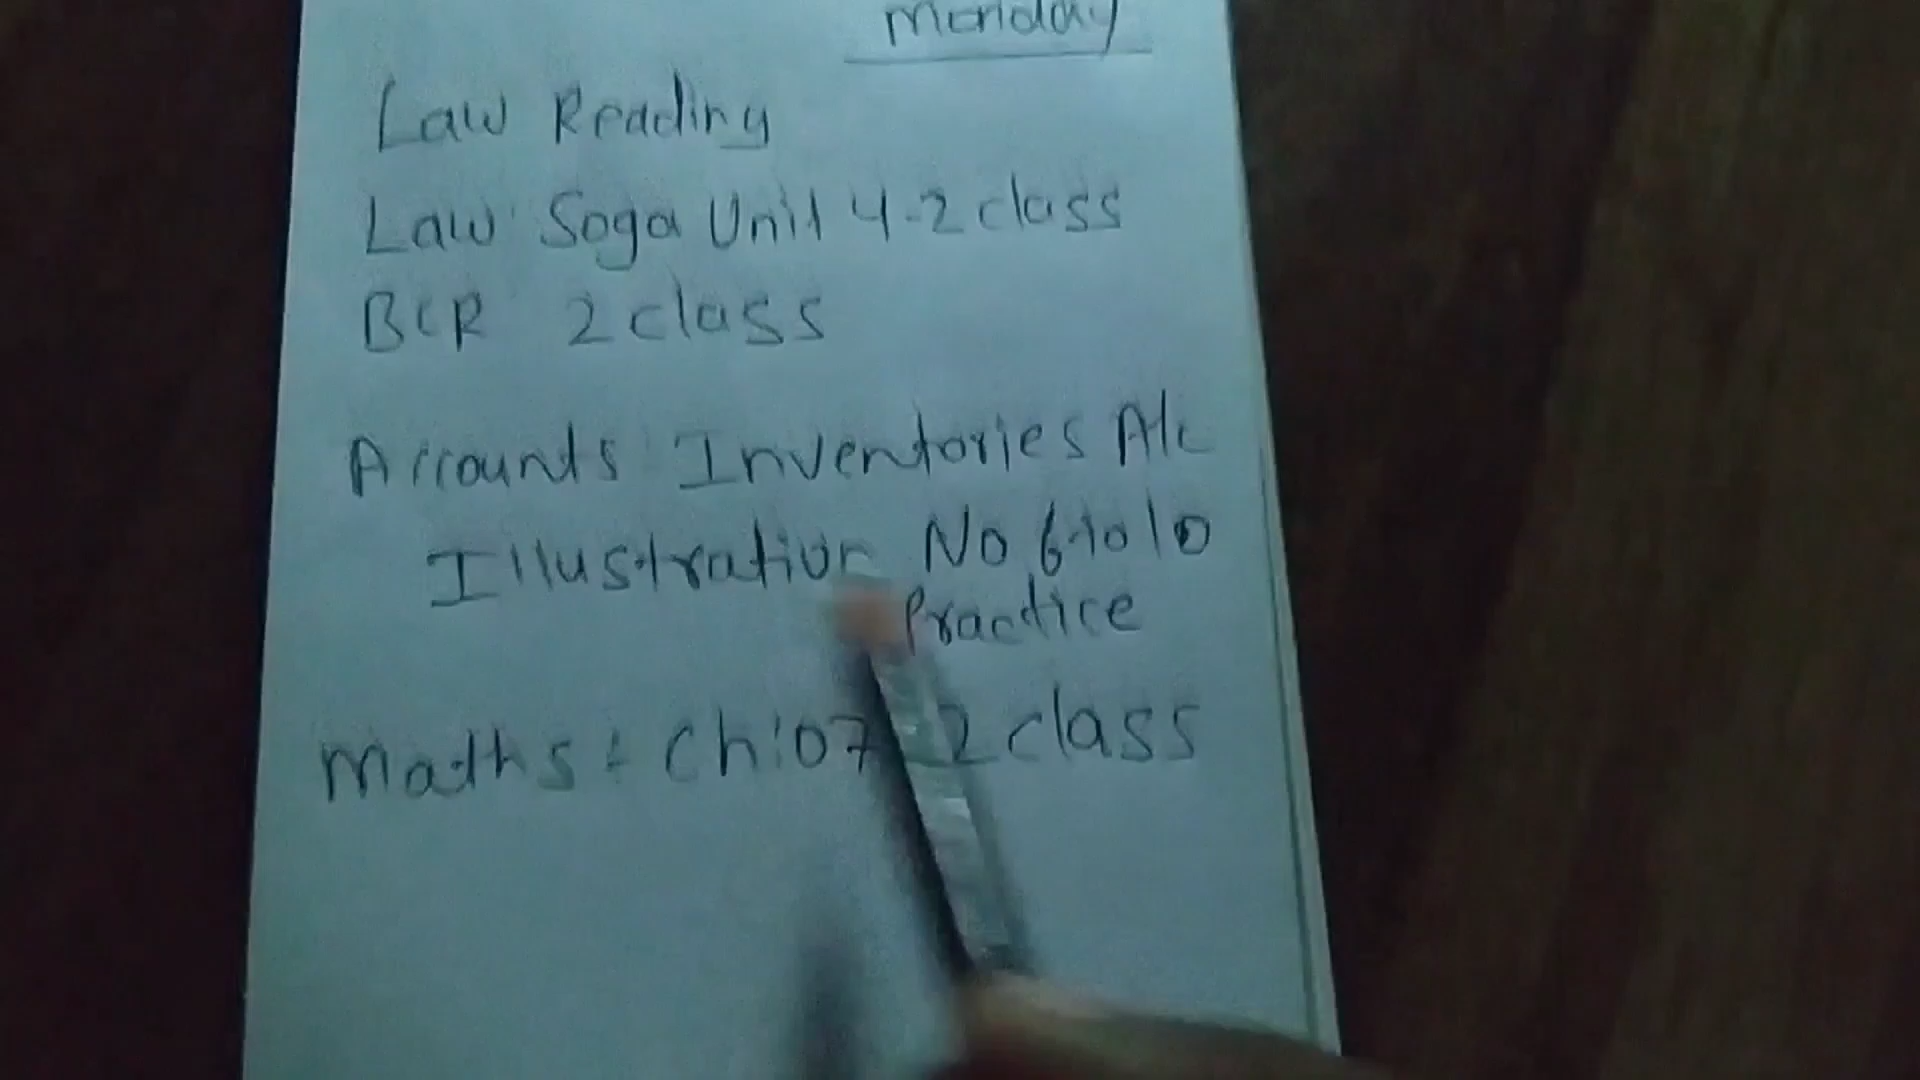 Monday
Law Reading
Law Soga Unit 4-2 class
BCR 2 class
Accounts Inventories A/c
Illustration No 6 to 10
Practice
Maths: Ch:07 2 class